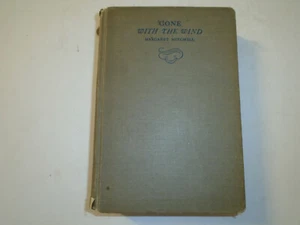 GONE
WITH THE WIND
MARGARET MITCHELL